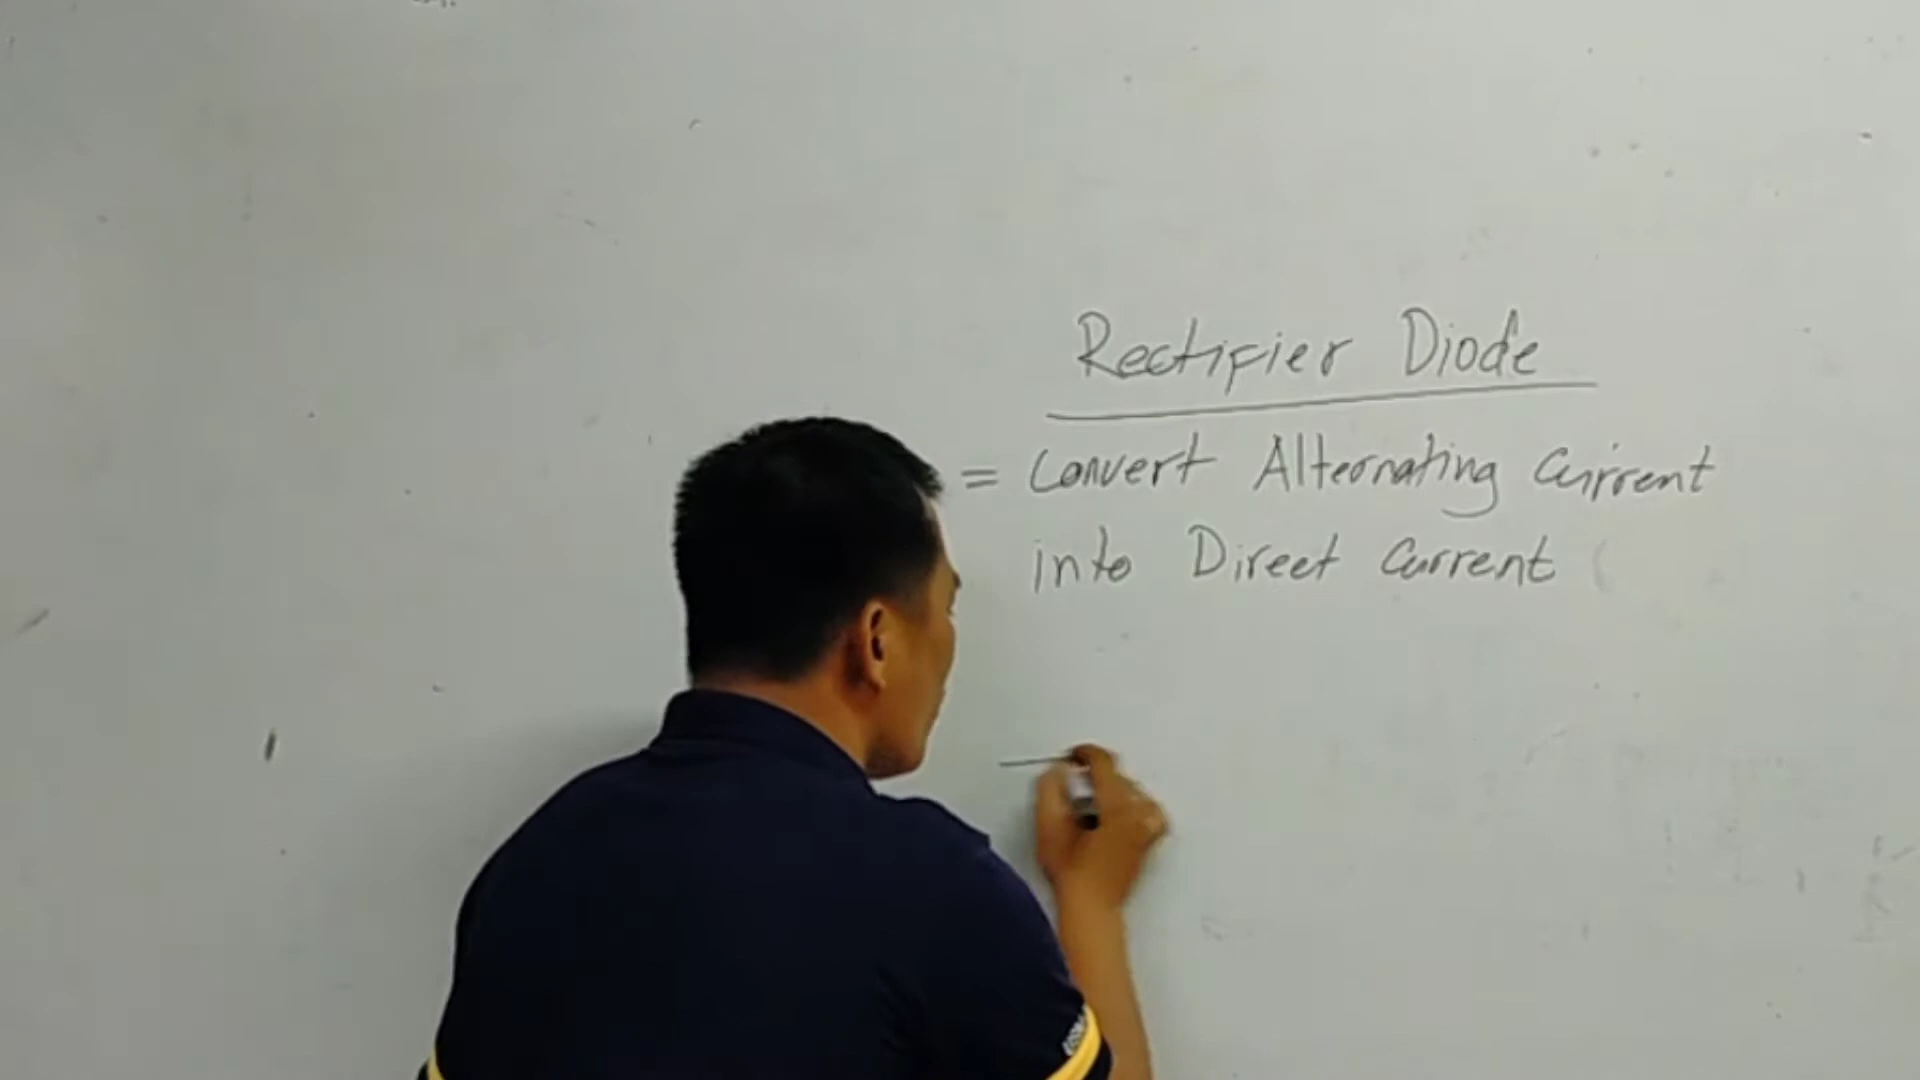 Rectifier Diode
= Convert Alternating Current
into Direct Current